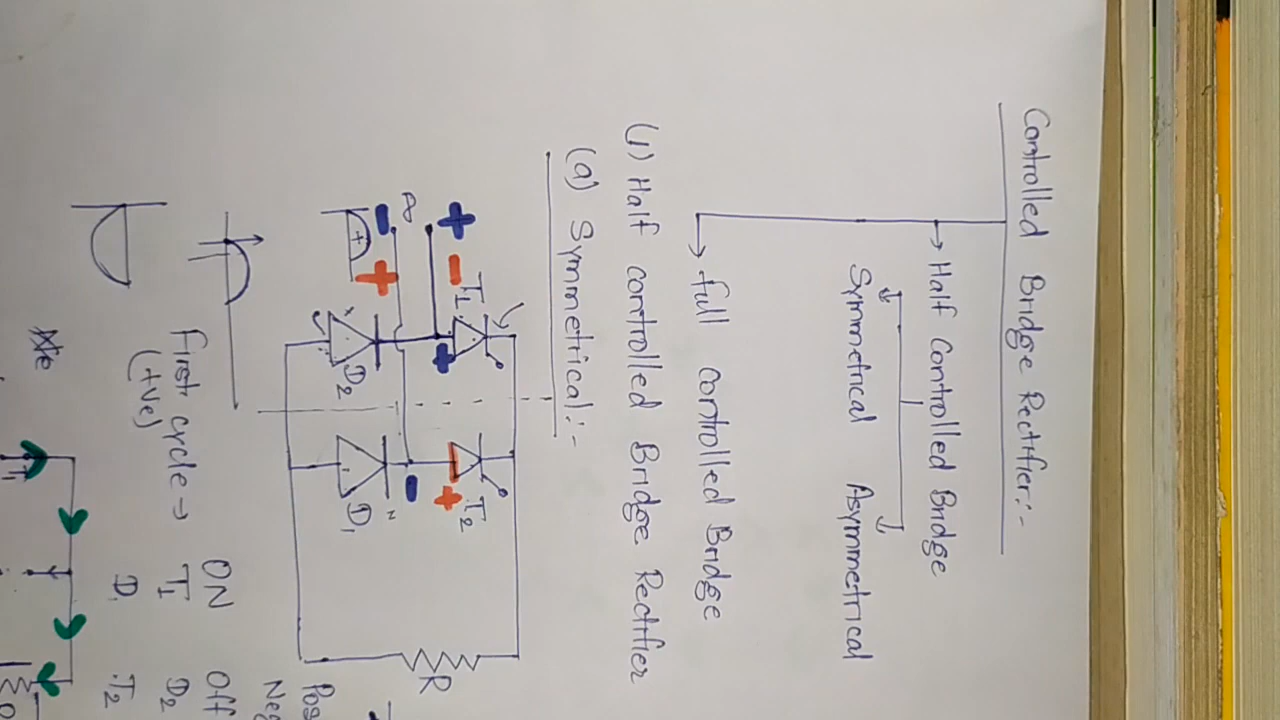 Controlled Bridge Rectifier:-
→ Half Controlled Bridge
Symmetrical Asymmetrical
→ full controlled Bridge
(1) Half controlled Bridge Rectifier
(a) Symmetrical:-
+ - T1 T2
+ +
- + -
+ D2 D1 R
ON Off
First cycle → T1 D2
(+ve) D1 T2